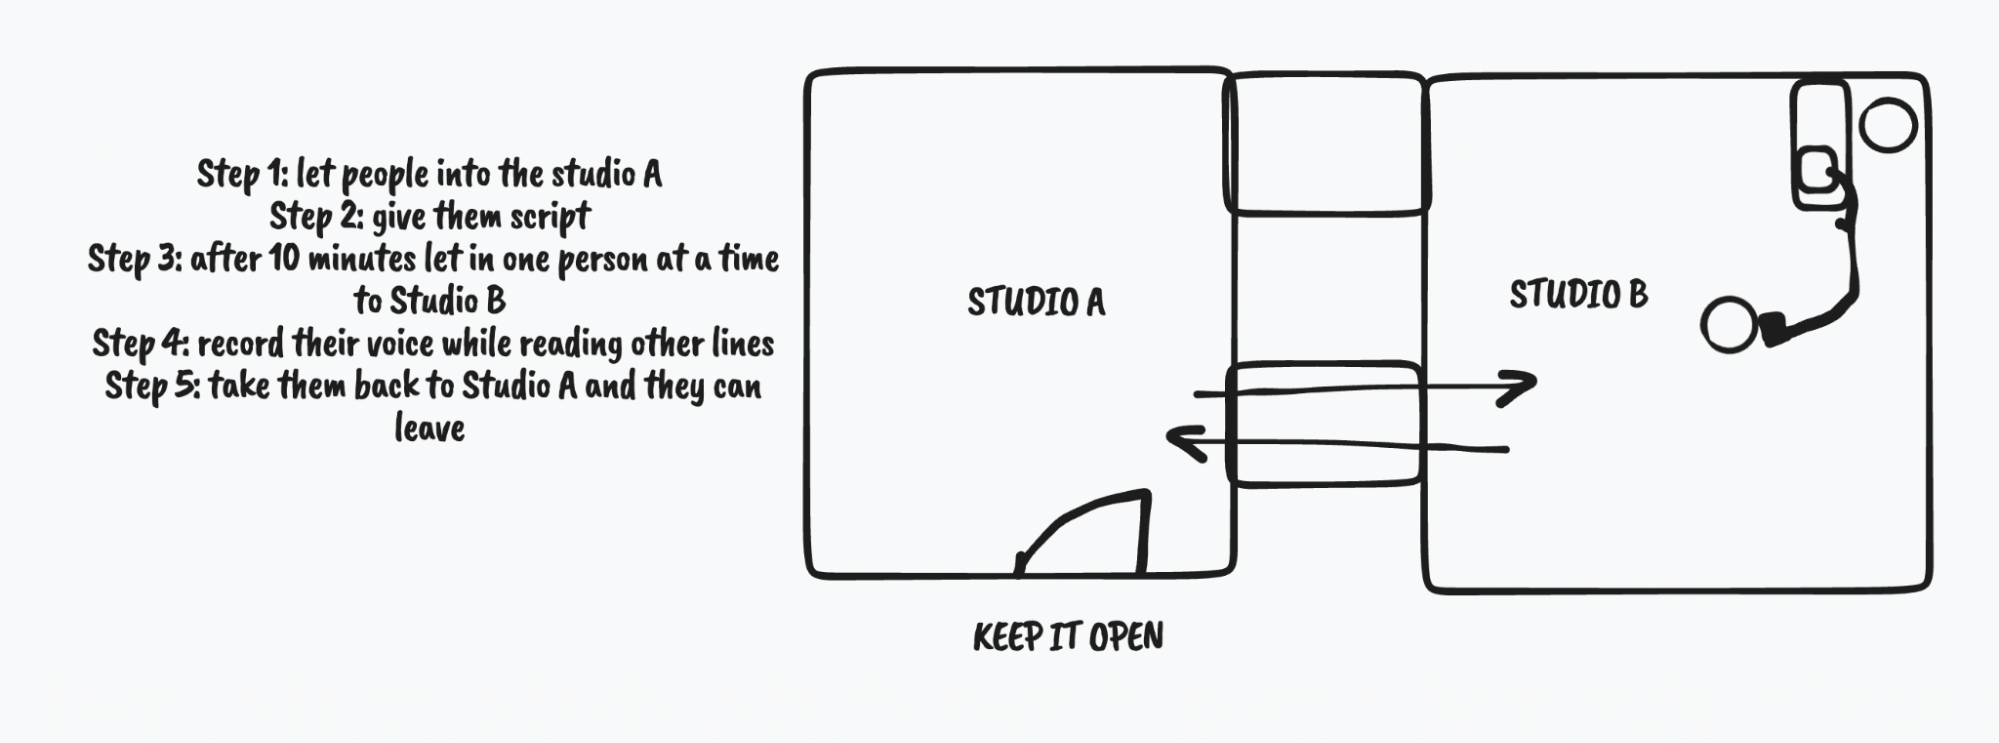 Step 1: let people into the studio A
Step 2: give them script
Step 3: after 10 minutes let in one person at a time
to Studio B
Step 4: record their voice while reading other lines
Step 5: take them back to Studio A and they can
leave
STUDIO A
STUDIO B
KEEP IT OPEN